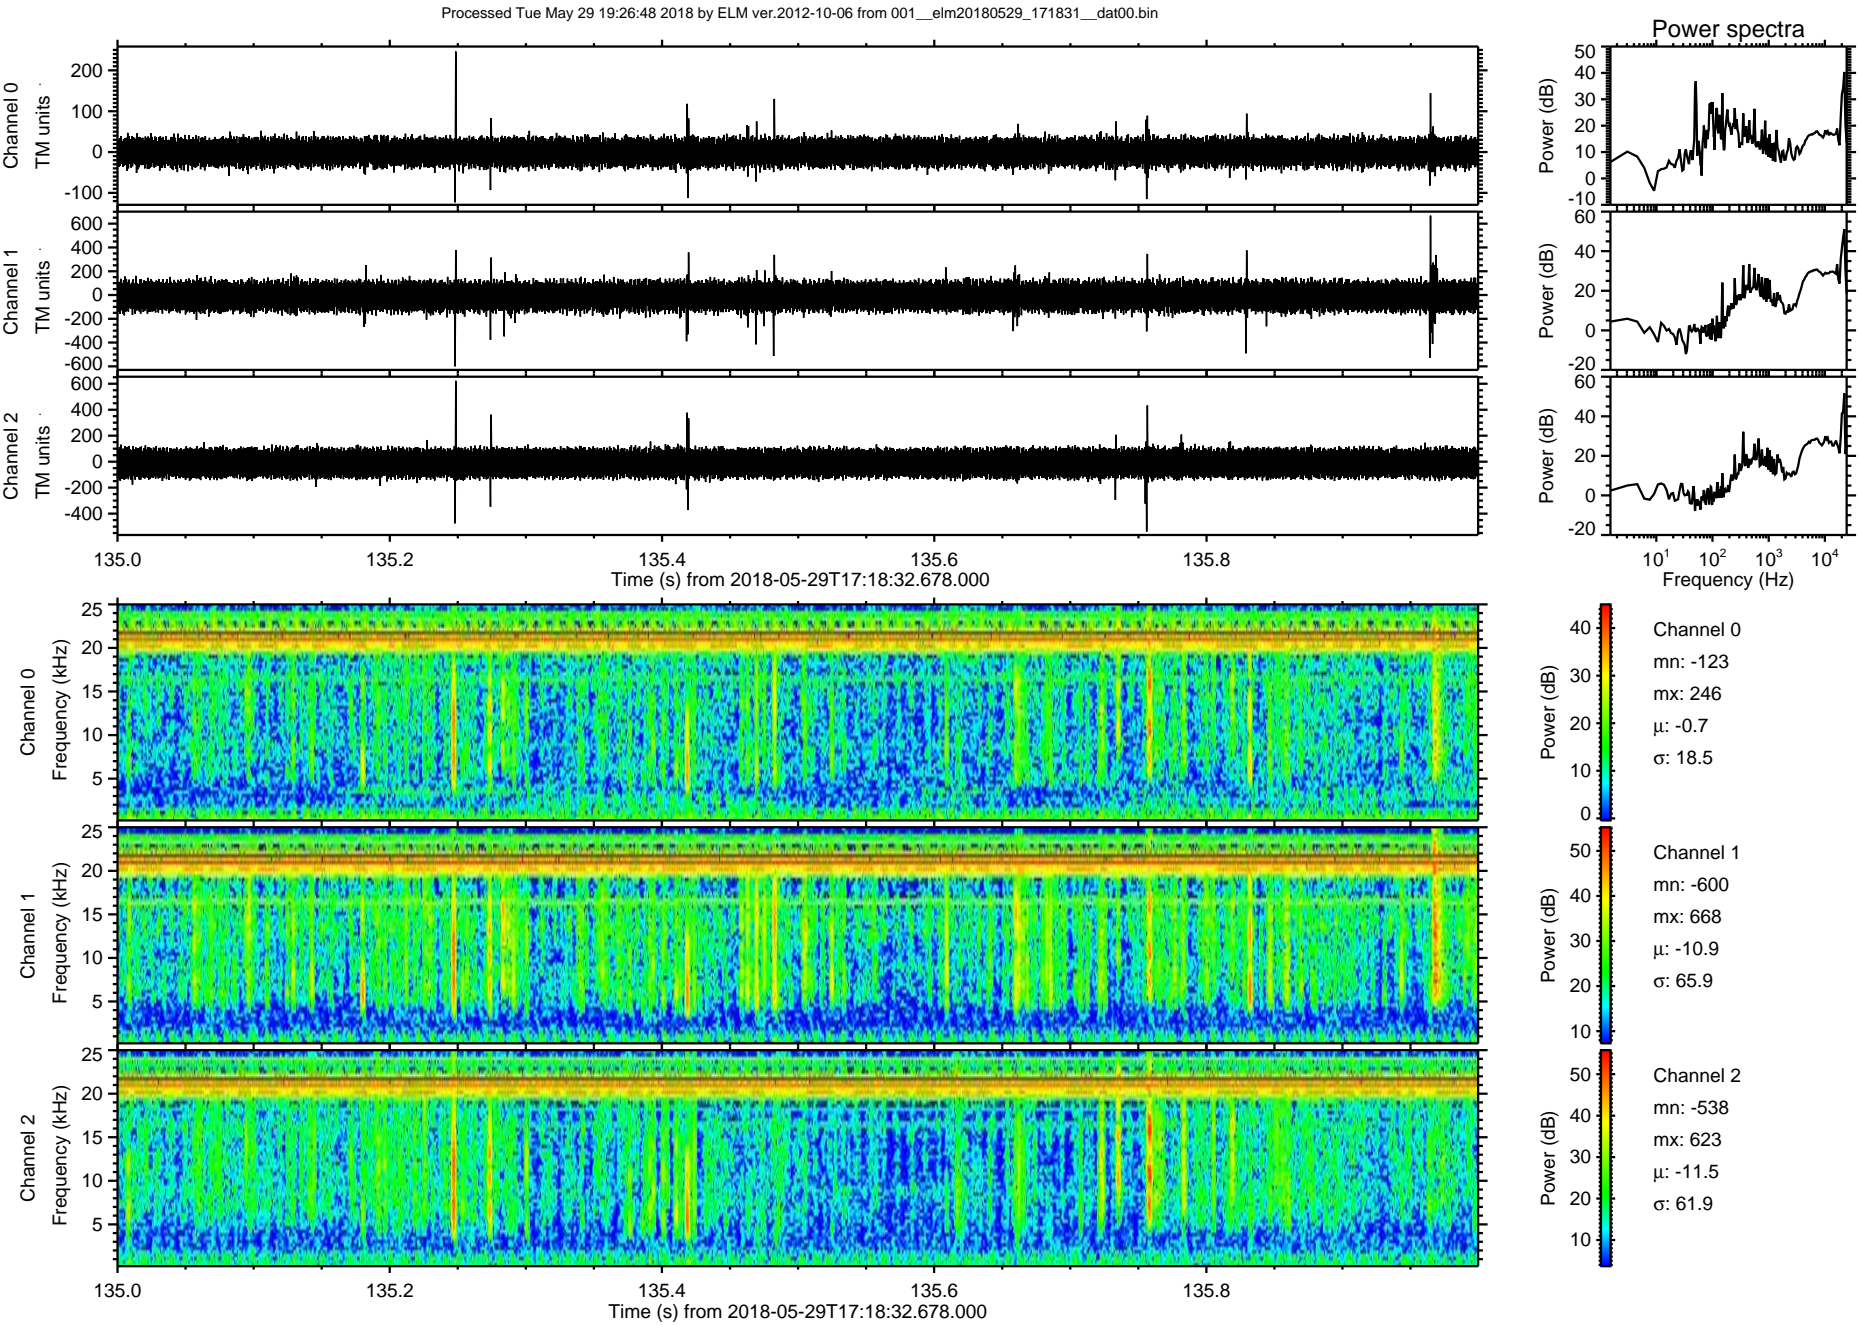 Processed Tue May 29 19:26:48 2018 by ELM ver.2012-10-06 from 001__elm20180529_171831__dat00.bin
Power spectra
Channel 0
TM units
200
100
0
-100
Power (dB)
50
40
30
20
10
0
-10
Channel 1
TM units
600
400
200
0
-200
-400
-600
Power (dB)
60
40
20
0
-20
Channel 2
TM units
600
400
200
0
-200
-400
Power (dB)
60
40
20
0
-20
135.0 135.2 135.4 135.6 135.8
Time (s) from 2018-05-29T17:18:32.678.000
10^1 10^2 10^3 10^4
Frequency (Hz)
Channel 0
Frequency (kHz)
25
20
15
10
5
Power (dB)
40
30
20
10
0
Channel 0
mn: -123
mx: 246
μ: -0.7
σ: 18.5
Channel 1
Frequency (kHz)
25
20
15
10
5
Power (dB)
50
40
30
20
10
Channel 1
mn: -600
mx: 668
μ: -10.9
σ: 65.9
Channel 2
Frequency (kHz)
25
20
15
10
5
Power (dB)
50
40
30
20
10
Channel 2
mn: -538
mx: 623
μ: -11.5
σ: 61.9
135.0 135.2 135.4 135.6 135.8
Time (s) from 2018-05-29T17:18:32.678.000